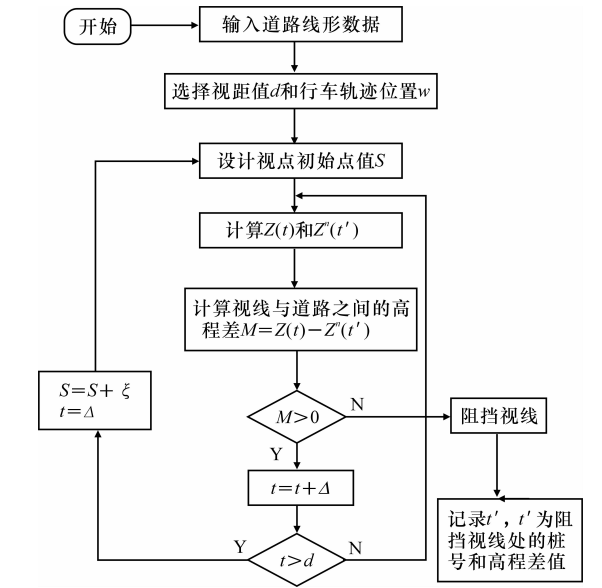 开始
输入道路线形数据
选择视距值d和行车轨迹位置w
设计视点初始点值S
计算Z(t)和Zⁿ(t′)
计算视线与道路之间的高
程差M=Z(t)−Zⁿ(t′)
S=S+ ξ
t=Δ
M>0
N
阻挡视线
Y
t=t+Δ
记录t′，t′为阻
挡视线处的桩
号和高程差值
Y
t>d
N